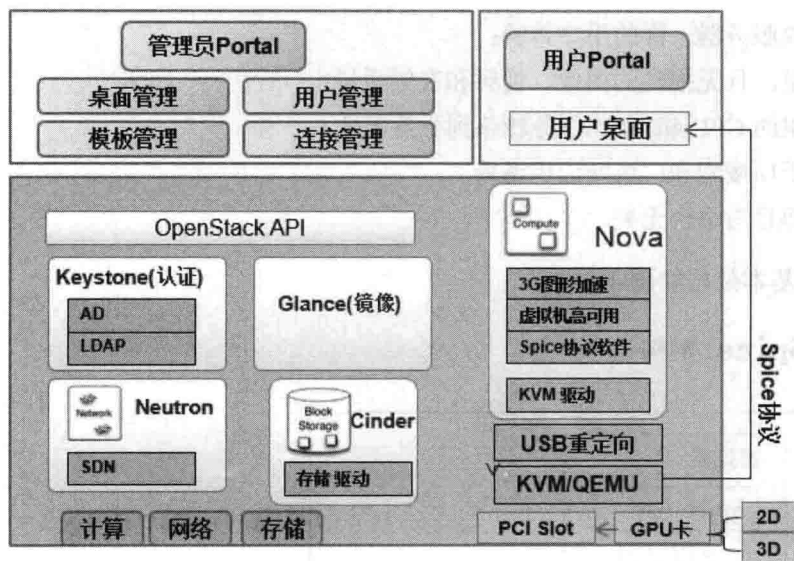 管理员Portal
桌面管理
用户管理
模板管理
连接管理
用户Portal
用户桌面
OpenStack API
Keystone(认证)
AD
LDAP
Glance(镜像)
Network
Neutron
SDN
Block
Storage
Cinder
存储 驱动
Compute
Nova
3G图形加速
虚拟机高可用
Spice协议软件
KVM 驱动
USB重定向
KVM/QEMU
Spice协议
计算
网络
存储
PCI Slot
GPU卡
2D
3D